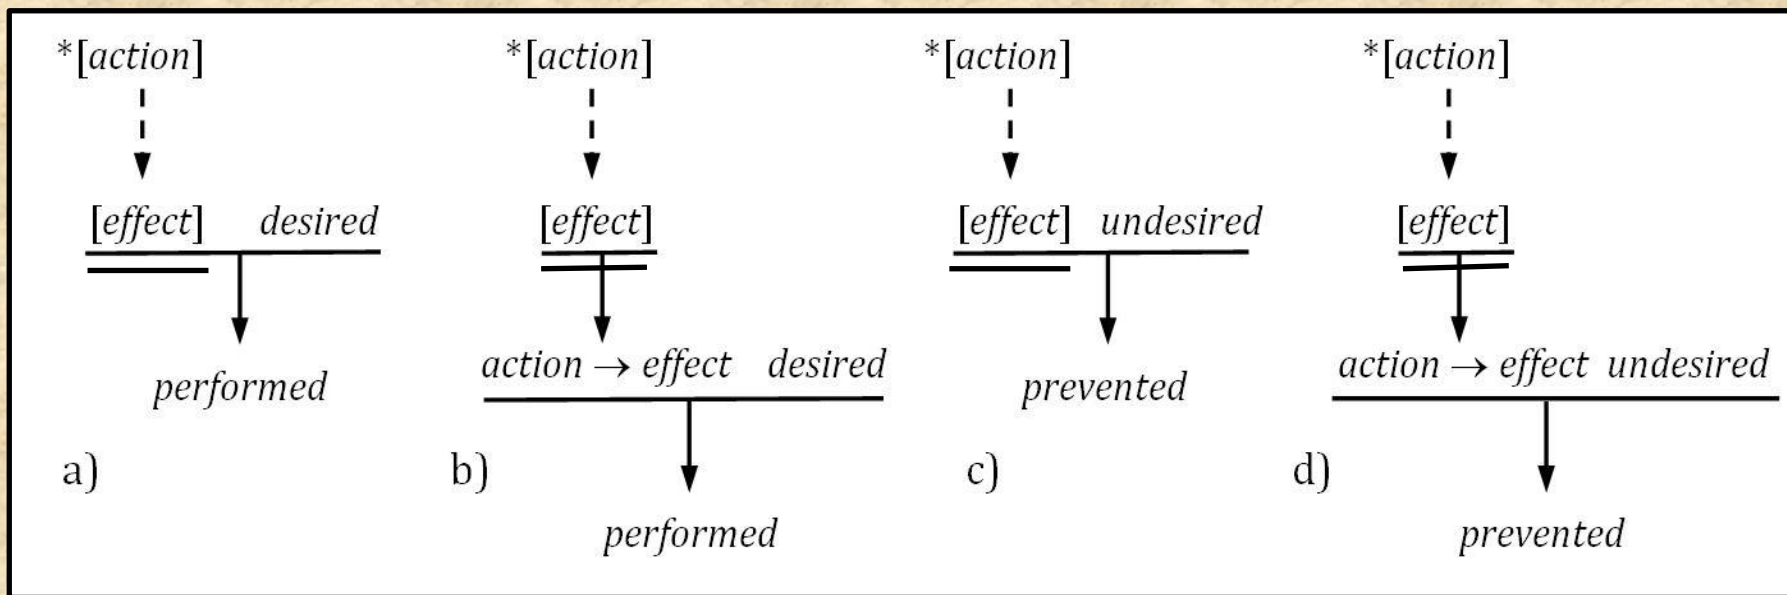 *[action]
[effect] desired
performed
a)
*[action]
[effect]
action → effect desired
performed
b)
*[action]
[effect] undesired
prevented
c)
*[action]
[effect]
action → effect undesired
prevented
d)